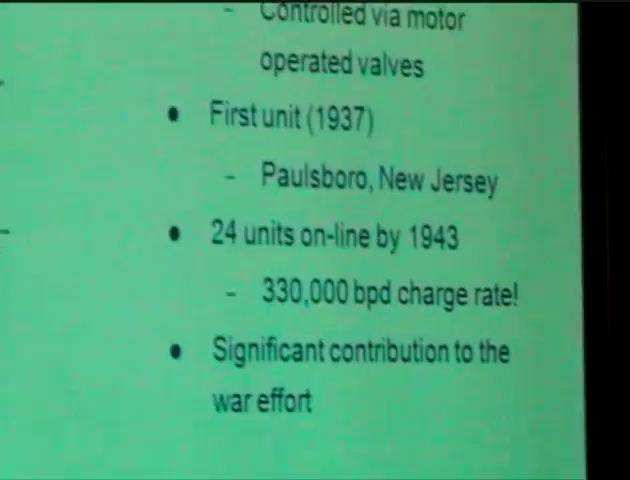 - Controlled via motor
operated valves
• First unit (1937)
- Paulsboro, New Jersey
• 24 units on-line by 1943
- 330,000 bpd charge rate!
• Significant contribution to the
war effort